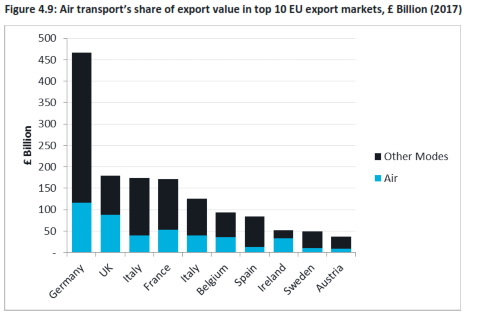 Figure 4.9: Air transport's share of export value in top 10 EU export markets, £ Billion (2017)
500
450
400
350
300
250
200
150
100
50
-
£ Billion
Germany
UK
Italy
France
Italy
Belgium
Spain
Ireland
Sweden
Austria
Other Modes
Air